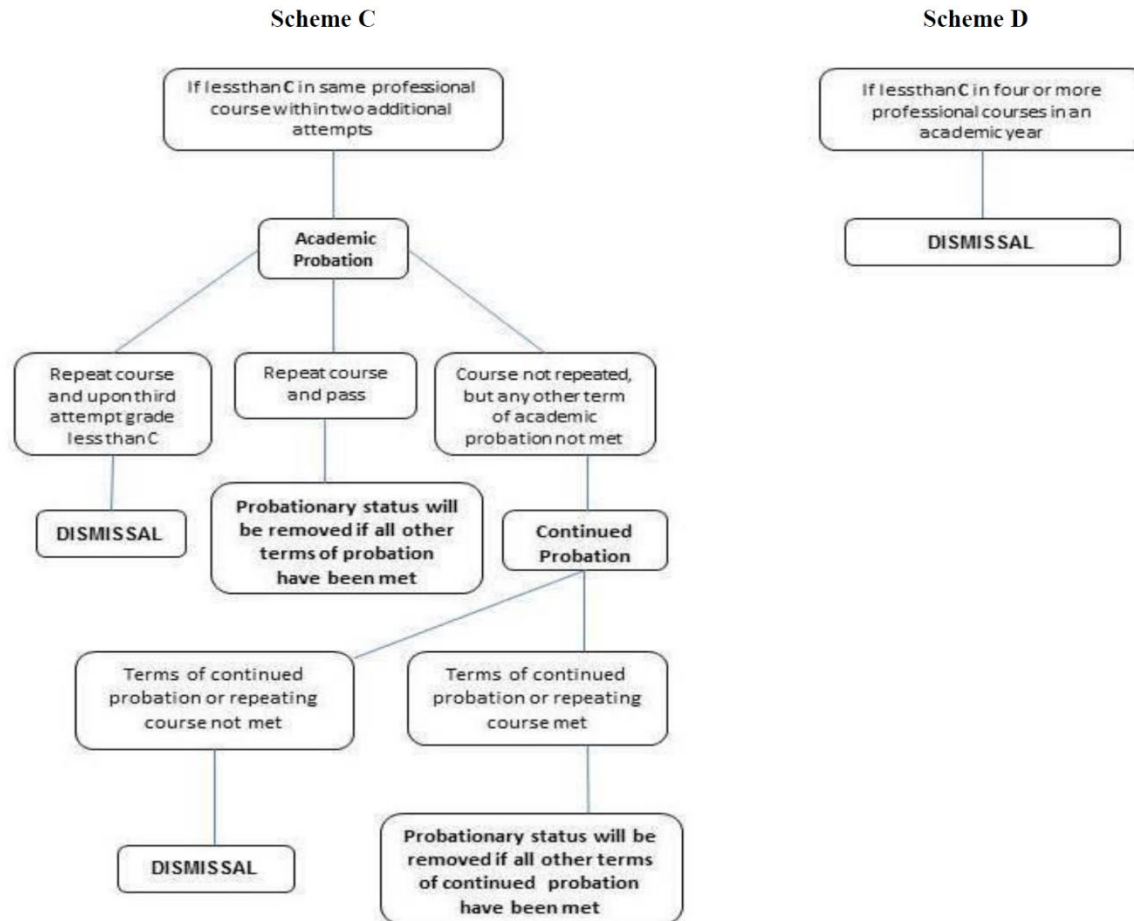 Scheme C
Scheme D
If lessthan C in same professional
course within two additional
attempts
If lessthan C in four or more
professional courses in an
academic year
Academic
Probation
DISMISSAL
Repeat course
and upon third
attempt grade
less than C
Repeat course
and pass
Course not repeated,
but any other term
of academic
probation not met
DISMISSAL
Probationary status will
be removed if all other
terms of probation
have been met
Continued
Probation
Terms of continued
probation or repeating
course not met
Terms of continued
probation or repeating
course met
DISMISSAL
Probationary status will be
removed if all other terms
of continued probation
have been met